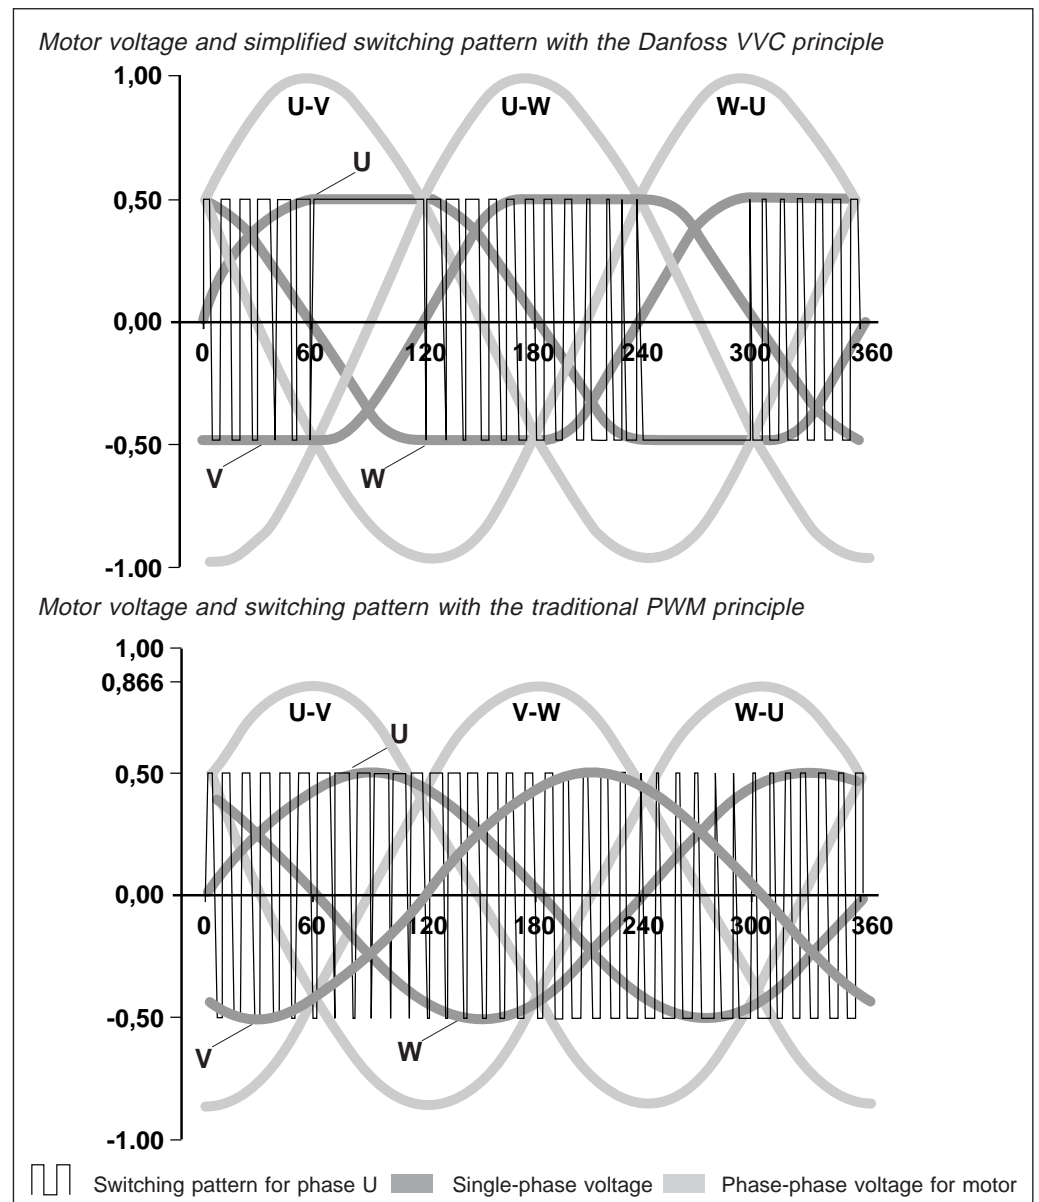 Motor voltage and simplified switching pattern with the Danfoss VVC principle
1,00
U-V
U-W
W-U
U
0,50
0,00
0
60
120
180
240
300
360
-0,50
V
W
-1.00
Motor voltage and switching pattern with the traditional PWM principle
1,00
0,866
U-V
V-W
W-U
U
0,50
0,00
0
60
120
180
240
300
360
-0,50
V
W
-1.00
Switching pattern for phase U
Single-phase voltage
Phase-phase voltage for motor